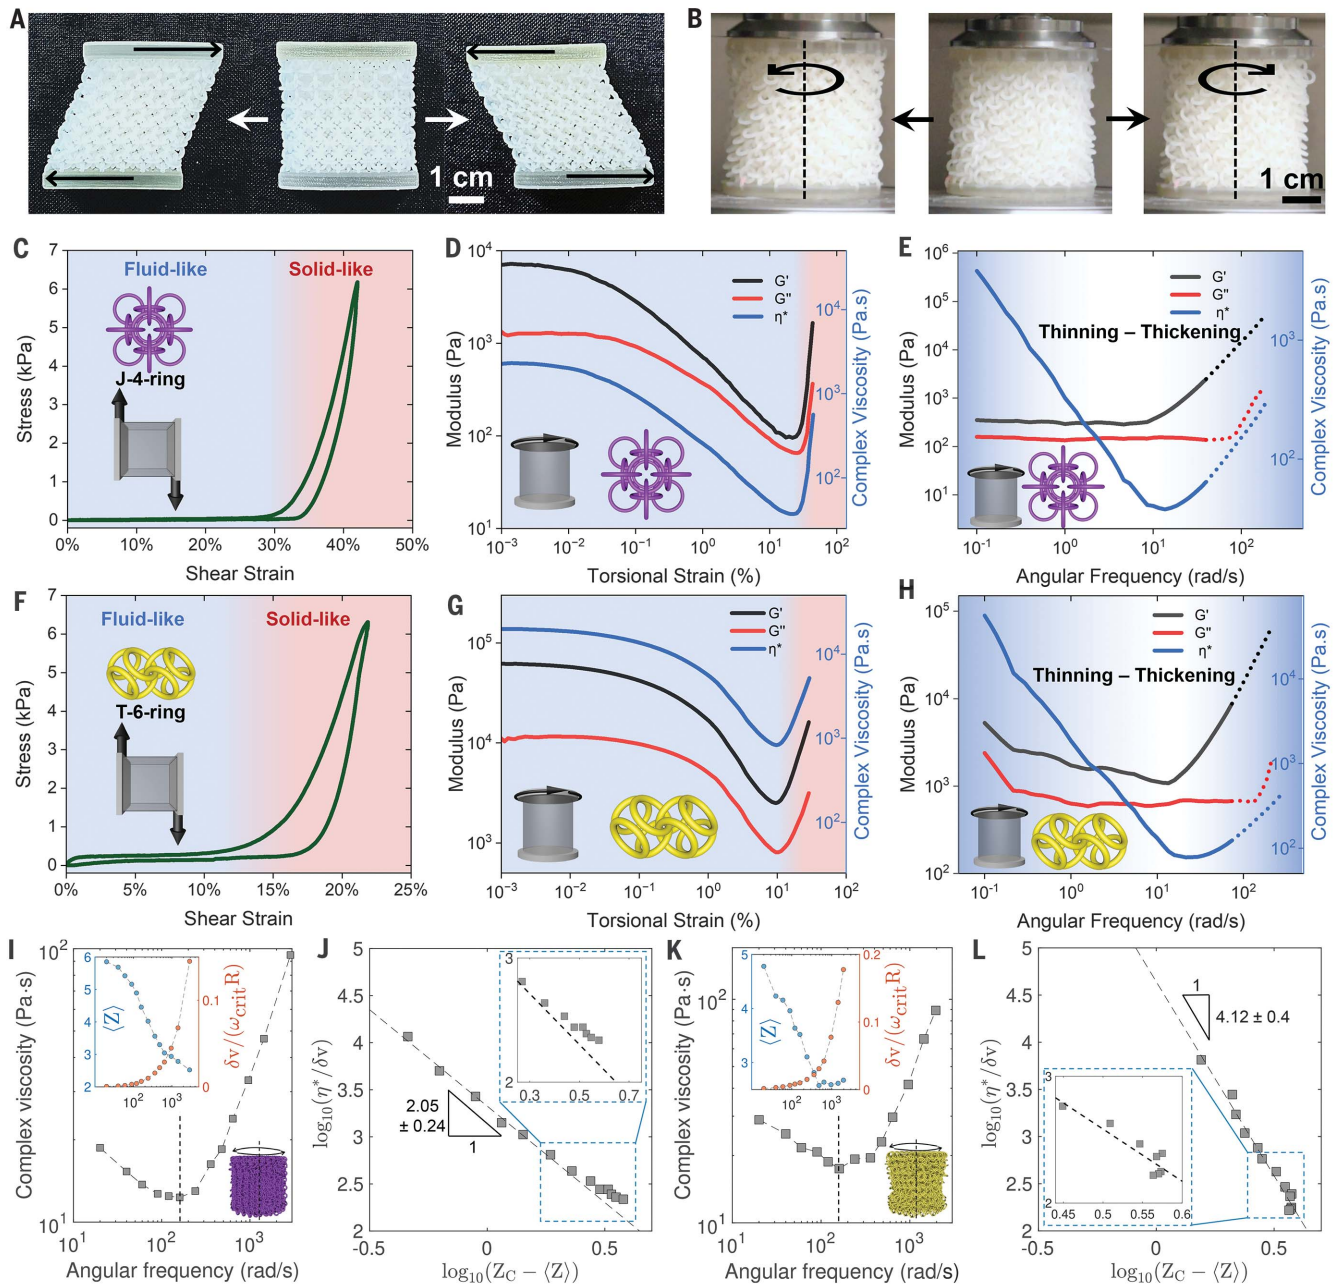 A
1 cm
B
1 cm
C
Stress (kPa)
7
6
5
4
3
2
1
0
Fluid-like
Solid-like
J-4-ring
0%
10%
20%
30%
40%
50%
Shear Strain
D
Modulus (Pa)
10⁴
10³
10²
10¹
G'
G"
η*
10⁴
10³
10²
Complex Viscosity (Pa.s)
10⁻³
10⁻²
10⁻¹
10⁰
10¹
10²
Torsional Strain (%)
E
Modulus (Pa)
10⁶
10⁵
10⁴
10³
10²
10¹
G'
G"
η*
Thinning – Thickening
10³
10²
Complex Viscosity (Pa.s)
10⁻¹
10⁰
10¹
10²
Angular Frequency (rad/s)
F
Stress (kPa)
7
6
5
4
3
2
1
0
Fluid-like
Solid-like
T-6-ring
0%
5%
10%
15%
20%
25%
Shear Strain
G
Modulus (Pa)
10⁵
10⁴
10³
G'
G"
η*
10⁴
10³
10²
Complex Viscosity (Pa.s)
10⁻³
10⁻²
10⁻¹
10⁰
10¹
10²
Torsional Strain (%)
H
Modulus (Pa)
10⁵
10⁴
10³
10²
G'
G"
η*
Thinning – Thickening
10³
10²
Complex Viscosity (Pa.s)
10⁻¹
10⁰
10¹
10²
Angular Frequency (rad/s)
I
Complex viscosity (Pa·s)
10²
10¹
6
5
4
3
2
⟨Z⟩
0.1
0
δv/(ω_crit R)
10²
10³
10¹
10²
10³
Angular frequency (rad/s)
J
log₁₀(η*/δv)
5
4.5
4
3.5
3
2.5
2
2.05
± 0.24
1
3
2
0.3
0.5
0.7
-0.5
0
0.5
log₁₀(Z_C − ⟨Z⟩)
K
Complex viscosity (Pa·s)
10²
10¹
5
4
3
⟨Z⟩
0.2
0.1
0
δv/(ω_crit R)
10²
10³
10¹
10²
10³
Angular frequency (rad/s)
L
log₁₀(η*/δv)
5
4.5
4
3.5
3
2.5
2
1
4.12 ± 0.4
3
2
0.45
0.5
0.55
0.6
-0.5
0
0.5
log₁₀(Z_C − ⟨Z⟩)